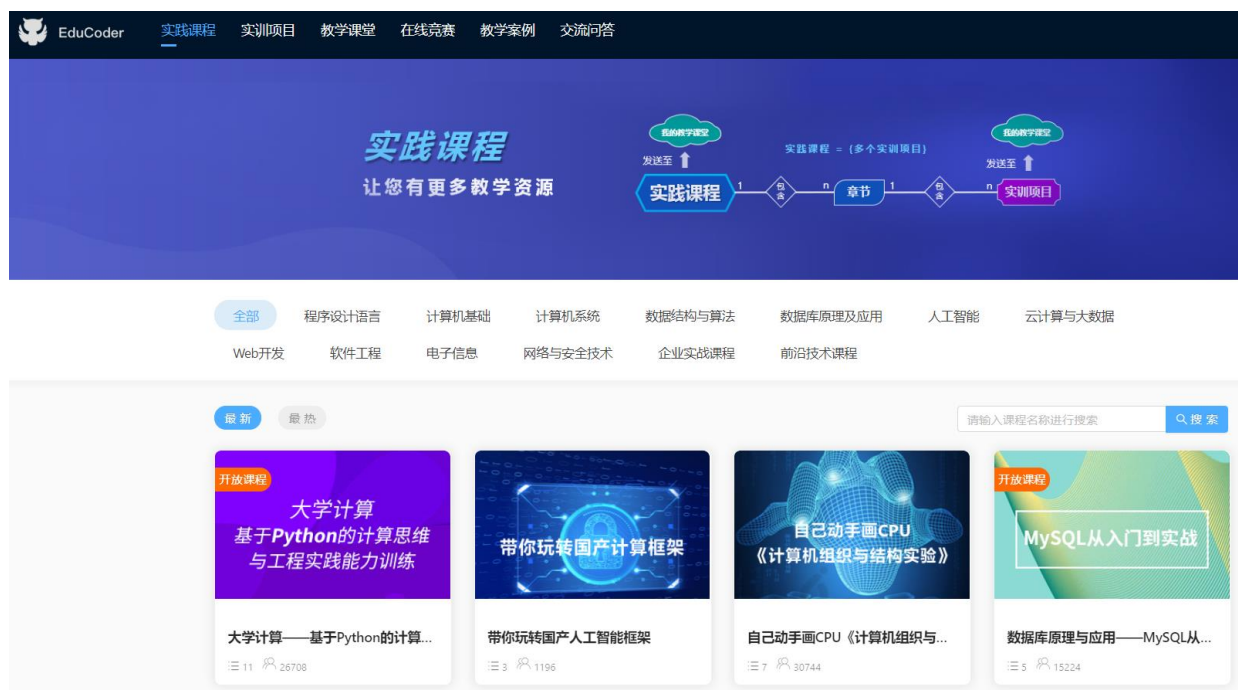 EduCoder 实践课程 实训项目 教学课堂 在线竞赛 教学案例 交流问答
实践课程
让您有更多教学资源
我的教学课堂
发送至
实践课程 = (多个实训项目)
我的教学课堂
发送至
实践课程 1 包含 n 章节 1 包含 n 实训项目
全部 程序设计语言 计算机基础 计算机系统 数据结构与算法 数据库原理及应用 人工智能 云计算与大数据
Web开发 软件工程 电子信息 网络与安全技术 企业实战课程 前沿技术课程
最新 最热 请输入课程名称进行搜索 搜索
开放课程
大学计算
基于Python的计算思维
与工程实践能力训练
带你玩转国产计算框架
自己动手画CPU
《计算机组织与结构实验》
开放课程
MySQL从入门到实战
大学计算——基于Python的计算... 带你玩转国产人工智能框架 自己动手画CPU《计算机组织与... 数据库原理与应用——MySQL从...
11 26708 3 1196 7 30744 5 15224